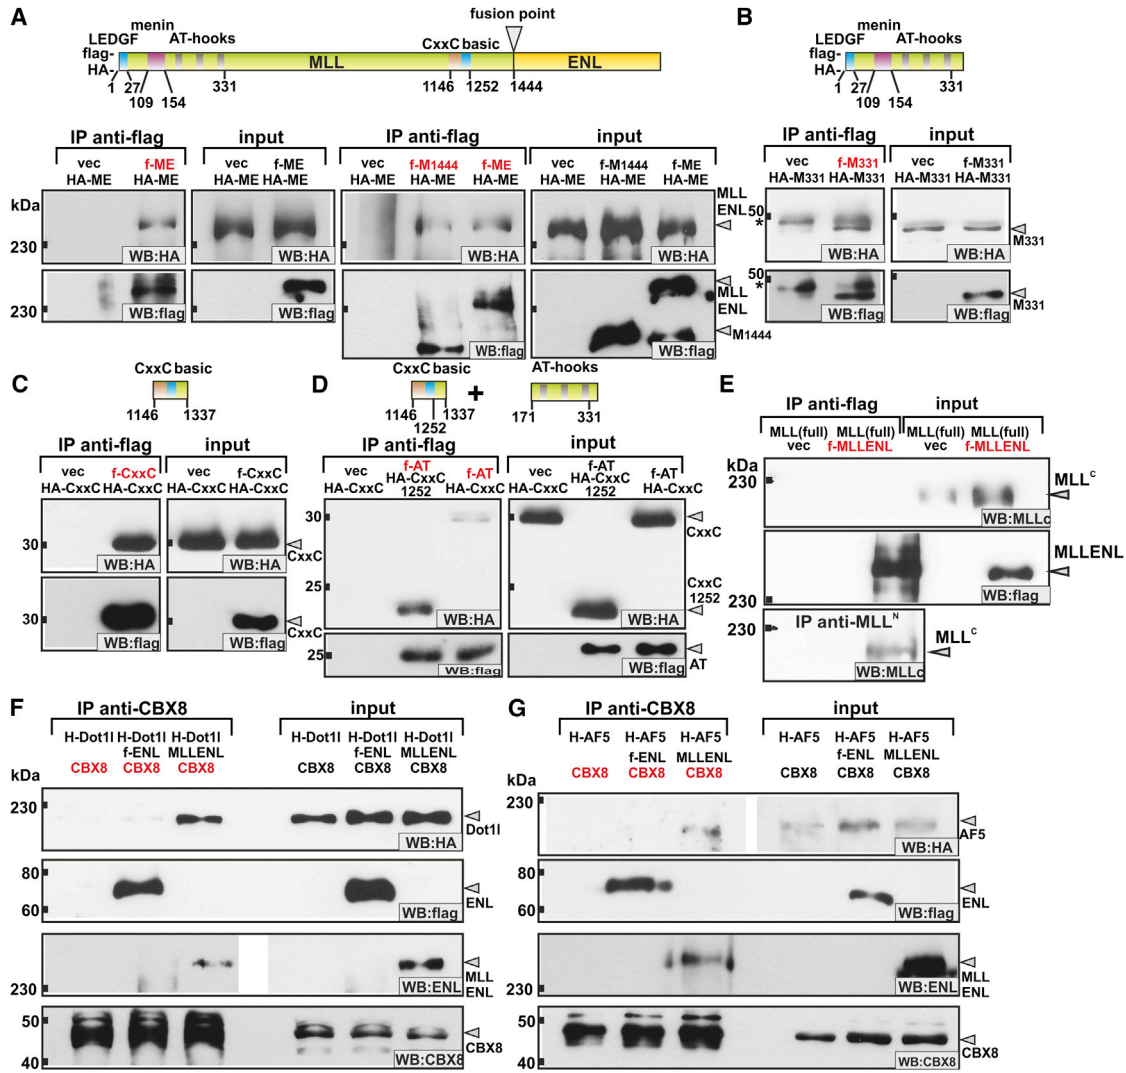 A
fusion point
menin
LEDGF AT-hooks
CxxC basic
flag-
HA-
MLL
ENL
1 27
331
1146 1252 1444
109 154
IP anti-flag
input
IP anti-flag
input
vec f-ME
HA-ME HA-ME
vec f-ME
HA-ME HA-ME
vec f-M1444 f-ME
HA-ME HA-ME HA-ME
vec f-M1444 f-ME
HA-ME HA-ME HA-ME
kDa
230
WB:HA
WB:HA
WB:HA
WB:HA
MLL
ENL
230
WB:flag
WB:flag
WB:flag
WB:flag
MLL
ENL
M1444
B
menin
LEDGF AT-hooks
flag-
HA-
1 27
331
109 154
IP anti-flag
input
vec f-M331
HA-M331 HA-M331
vec f-M331
HA-M331 HA-M331
50
*
WB:HA
WB:HA
M331
50
*
WB:flag
WB:flag
M331
C
CxxC basic
1146 1337
IP anti-flag
input
vec f-CxxC
HA-CxxC HA-CxxC
vec f-CxxC
HA-CxxC HA-CxxC
30
WB:HA
WB:HA
CxxC
30
WB:flag
WB:flag
CxxC
D
CxxC basic
+
AT-hooks
1146 1337
1252
171 331
IP anti-flag
input
vec f-AT f-AT
HA-CxxC HA-CxxC HA-CxxC
1252
vec f-AT f-AT
HA-CxxC HA-CxxC HA-CxxC
1252
30
CxxC
25
25
CxxC
1252
WB:HA
WB:HA
25
WB:flag
WB:flag
AT
E
IP anti-flag
input
MLL(full) MLL(full)
vec f-MLLENL
MLL(full) MLL(full)
vec f-MLLENL
kDa
230
MLLC
WB:MLLc
MLLENL
WB:flag
230
230
IP anti-MLLN
MLLC
WB:MLLc
F
IP anti-CBX8
input
H-Dot1l H-Dot1l H-Dot1l
f-ENL MLLENL
CBX8 CBX8 CBX8
H-Dot1l H-Dot1l H-Dot1l
f-ENL MLLENL
CBX8 CBX8 CBX8
kDa
230
Dot1l
WB:HA
80
ENL
60
WB:flag
MLL
ENL
230
WB:ENL
50
CBX8
40
WB:CBX8
G
IP anti-CBX8
input
H-AF5 H-AF5 H-AF5
f-ENL MLLENL
CBX8 CBX8 CBX8
H-AF5 H-AF5 H-AF5
f-ENL MLLENL
CBX8 CBX8 CBX8
kDa
230
AF5
WB:HA
80
ENL
60
WB:flag
MLL
ENL
230
WB:ENL
50
CBX8
40
WB:CBX8